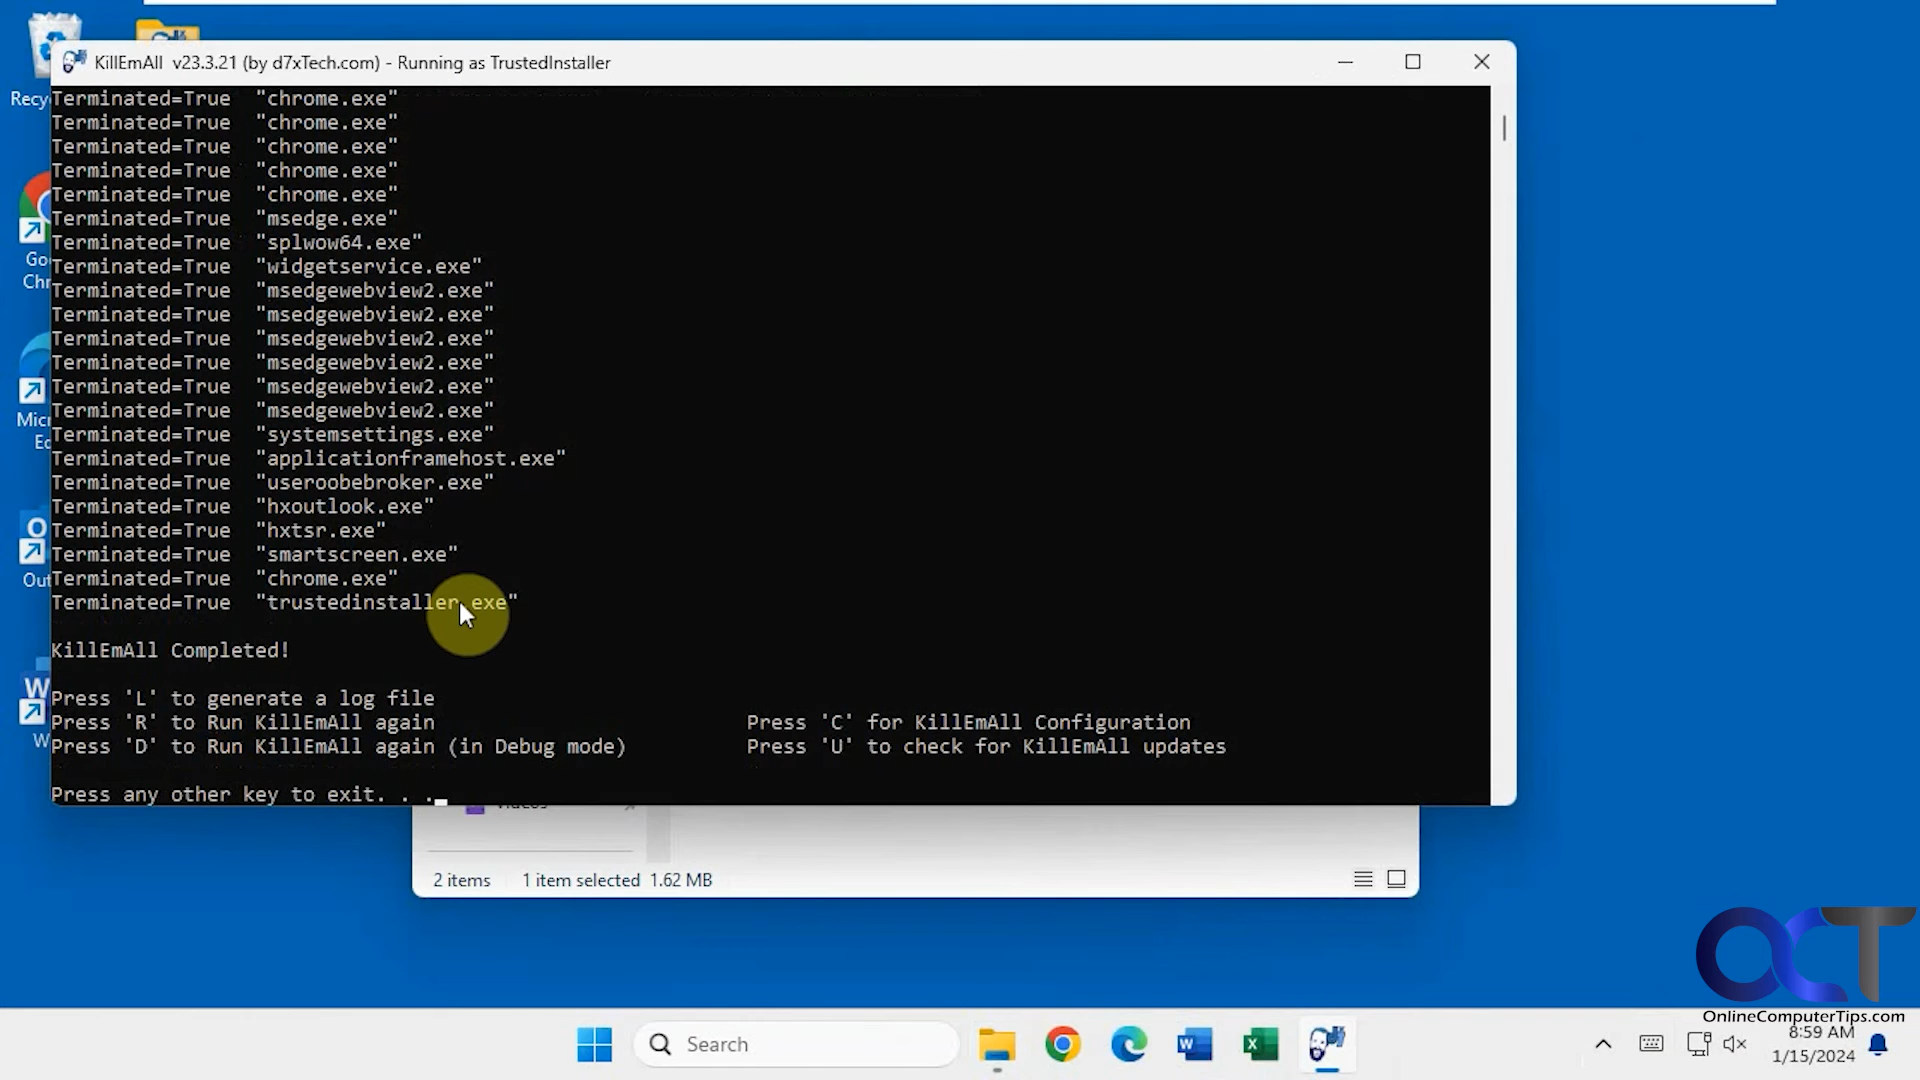 KillEmAll v23.3.21 (by d7xTech.com) - Running as TrustedInstaller
Recy
Terminated=True "chrome.exe"
Terminated=True "chrome.exe"
Terminated=True "chrome.exe"
Terminated=True "chrome.exe"
Terminated=True "chrome.exe"
Terminated=True "msedge.exe"
Terminated=True "splwow64.exe"
Terminated=True "widgetservice.exe"
Terminated=True "msedgewebview2.exe"
Terminated=True "msedgewebview2.exe"
Terminated=True "msedgewebview2.exe"
Terminated=True "msedgewebview2.exe"
Terminated=True "msedgewebview2.exe"
Terminated=True "msedgewebview2.exe"
Terminated=True "systemsettings.exe"
Terminated=True "applicationframehost.exe"
Terminated=True "useroobebroker.exe"
Terminated=True "hxoutlook.exe"
Terminated=True "hxtsr.exe"
Terminated=True "smartscreen.exe"
Terminated=True "chrome.exe"
Terminated=True "trustedinstaller.exe"
KillEmAll Completed!
Press 'L' to generate a log file
Press 'R' to Run KillEmAll again Press 'C' for KillEmAll Configuration
Press 'D' to Run KillEmAll again (in Debug mode) Press 'U' to check for KillEmAll updates
Press any other key to exit. . .
Goo
Chr
Micr
Ed
Out
W
2 items 1 item selected 1.62 MB
OCT
OnlineComputerTips.com
Search
8:59 AM
1/15/2024